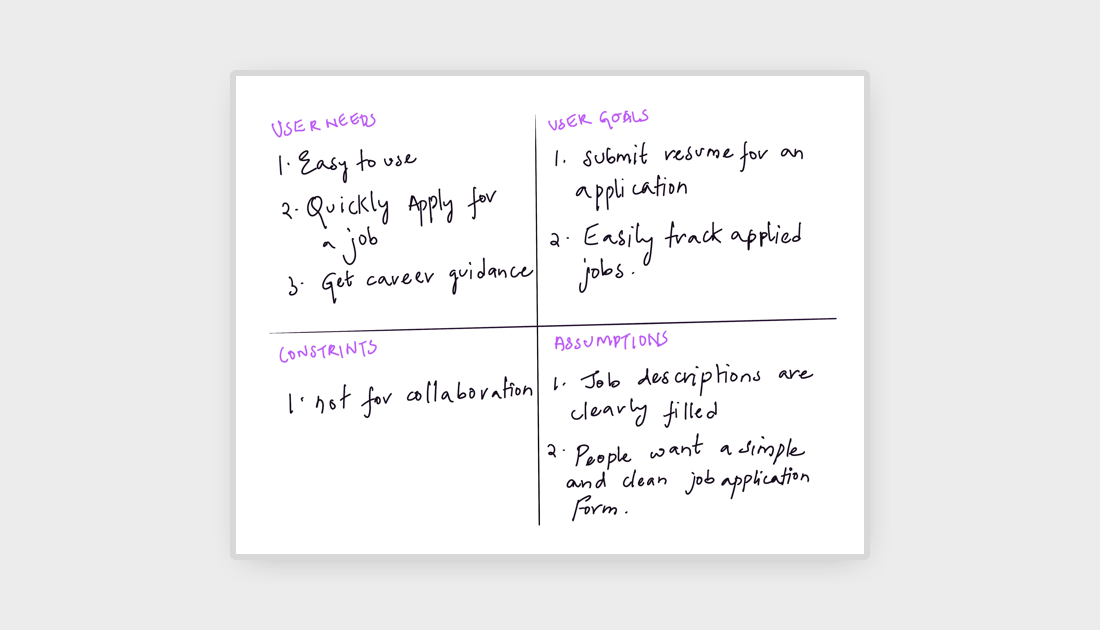 USER NEEDS
1. Easy to use
2. Quickly Apply for
a job
3. Get career guidance
USER GOALS
1. Submit resume for an
application
2. Easily track applied
jobs.
CONSTRINTS
1. not for collaboration
ASSUMPTIONS
1. Job descriptions are
clearly filled
2. People want a simple
and clean job application
Form.